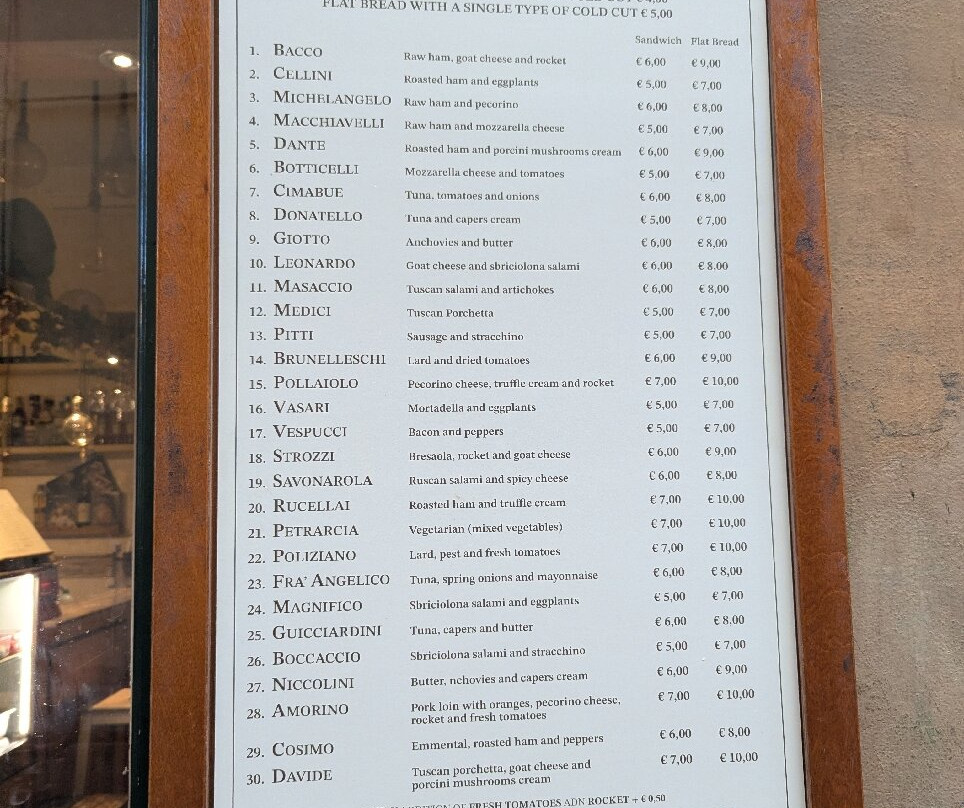 FLAT BREAD WITH A SINGLE TYPE OF COLD CUT € 5,00
Sandwich Flat Bread
1. BACCO Raw ham, goat cheese and rocket € 6,00 € 9,00
2. CELLINI Roasted ham and eggplants € 5,00 € 7,00
3. MICHELANGELO Raw ham and pecorino € 6,00 € 8,00
4. MACCHIAVELLI Raw ham and mozzarella cheese € 5,00 € 7,00
5. DANTE Roasted ham and porcini mushrooms cream € 6,00 € 9,00
6. BOTTICELLI Mozzarella cheese and tomatoes € 5,00 € 7,00
7. CIMABUE Tuna, tomatoes and onions € 6,00 € 8,00
8. DONATELLO Tuna and capers cream € 5,00 € 7,00
9. GIOTTO Anchovies and butter € 6,00 € 8,00
10. LEONARDO Goat cheese and sbriciolona salami € 6,00 € 8.00
11. MASACCIO Tuscan salami and artichokes € 6,00 € 8,00
12. MEDICI Tuscan Porchetta € 5,00 € 7,00
13. PITTI Sausage and stracchino € 5,00 € 7,00
14. BRUNELLESCHI Lard and dried tomatoes € 6,00 € 9,00
15. POLLAIOLO Pecorino cheese, truffle cream and rocket € 7,00 € 10,00
16. VASARI Mortadella and eggplants € 5,00 € 7,00
17. VESPUCCI Bacon and peppers € 5,00 € 7,00
18. STROZZI Bresaola, rocket and goat cheese € 6,00 € 9,00
19. SAVONAROLA Ruscan salami and spicy cheese € 6,00 € 8,00
20. RUCELLAI Roasted ham and truffle cream € 7,00 € 10,00
21. PETRARCIA Vegetarian (mixed vegetables) € 7,00 € 10,00
22. POLIZIANO Lard, pest and fresh tomatoes € 7,00 € 10,00
23. FRA' ANGELICO Tuna, spring onions and mayonnaise € 6,00 € 8,00
24. MAGNIFICO Sbriciolona salami and eggplants € 5,00 € 7,00
25. GUICCIARDINI Tuna, capers and butter € 6,00 € 8,00
26. BOCCACCIO Sbriciolona salami and stracchino € 5,00 € 7,00
27. NICCOLINI Butter, nchovies and capers cream € 6,00 € 9,00
28. AMORINO Pork loin with oranges, pecorino cheese, € 7,00 € 10,00
rocket and fresh tomatoes
29. COSIMO Emmental, roasted ham and peppers € 6,00 € 8,00
30. DAVIDE Tuscan porchetta, goat cheese and € 7,00 € 10,00
porcini mushrooms cream
OF FRESH TOMATOES ADN ROCKET + € 0,50